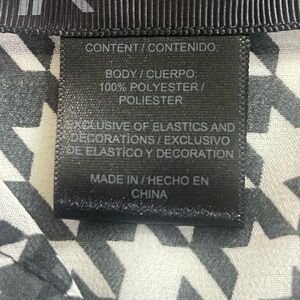 CONTENT / CONTENIDO:
BODY / CUERPO:
100% POLYESTER /
POLIESTER
EXCLUSIVE OF ELASTICS AND
DECORATIONS / EXCLUSIVO
DE ELASTICO Y DECORATION
MADE IN / HECHO EN
CHINA